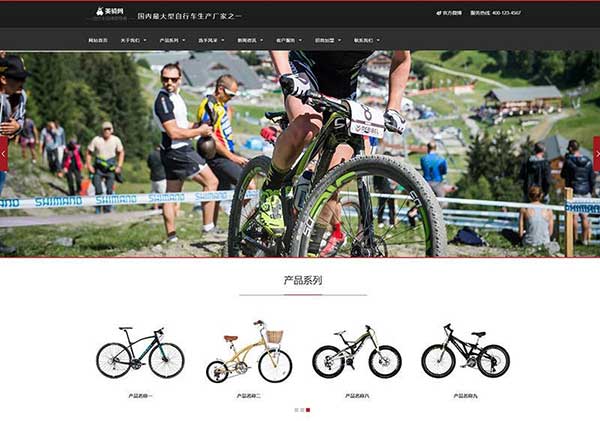 美骑网
国内最大型自行车生产厂家之一
官方微博 服务热线: 400-123-4567
网站首页 关于我们 产品系列 选手风采 新闻资讯 客户服务 招商加盟 联系我们
SHIMANO SHIMANO SHIMANO
产品系列
产品名称一 产品名称二 产品名称六 产品名称九